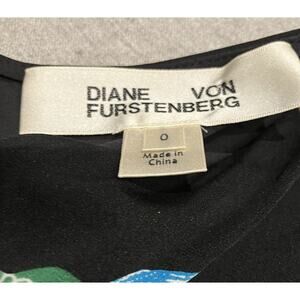 DIANE VON
FURSTENBERG
0
Made in
China